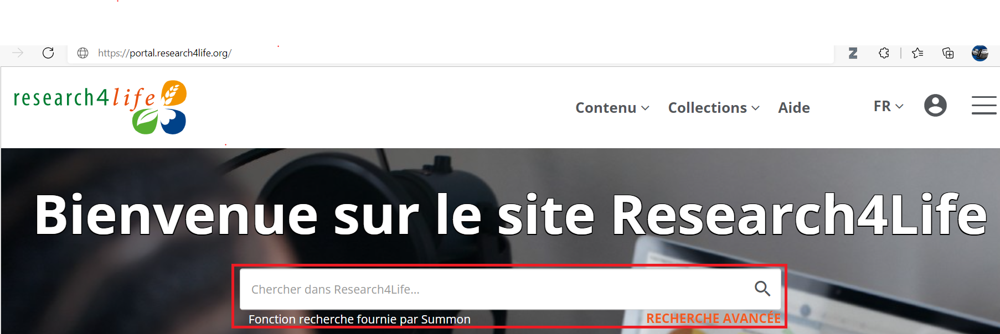 https://portal.research4life.org/
research4life
Contenu Collections Aide FR
Bienvenue sur le site Research4Life
Chercher dans Research4Life...
Fonction recherche fournie par Summon RECHERCHE AVANCÉE